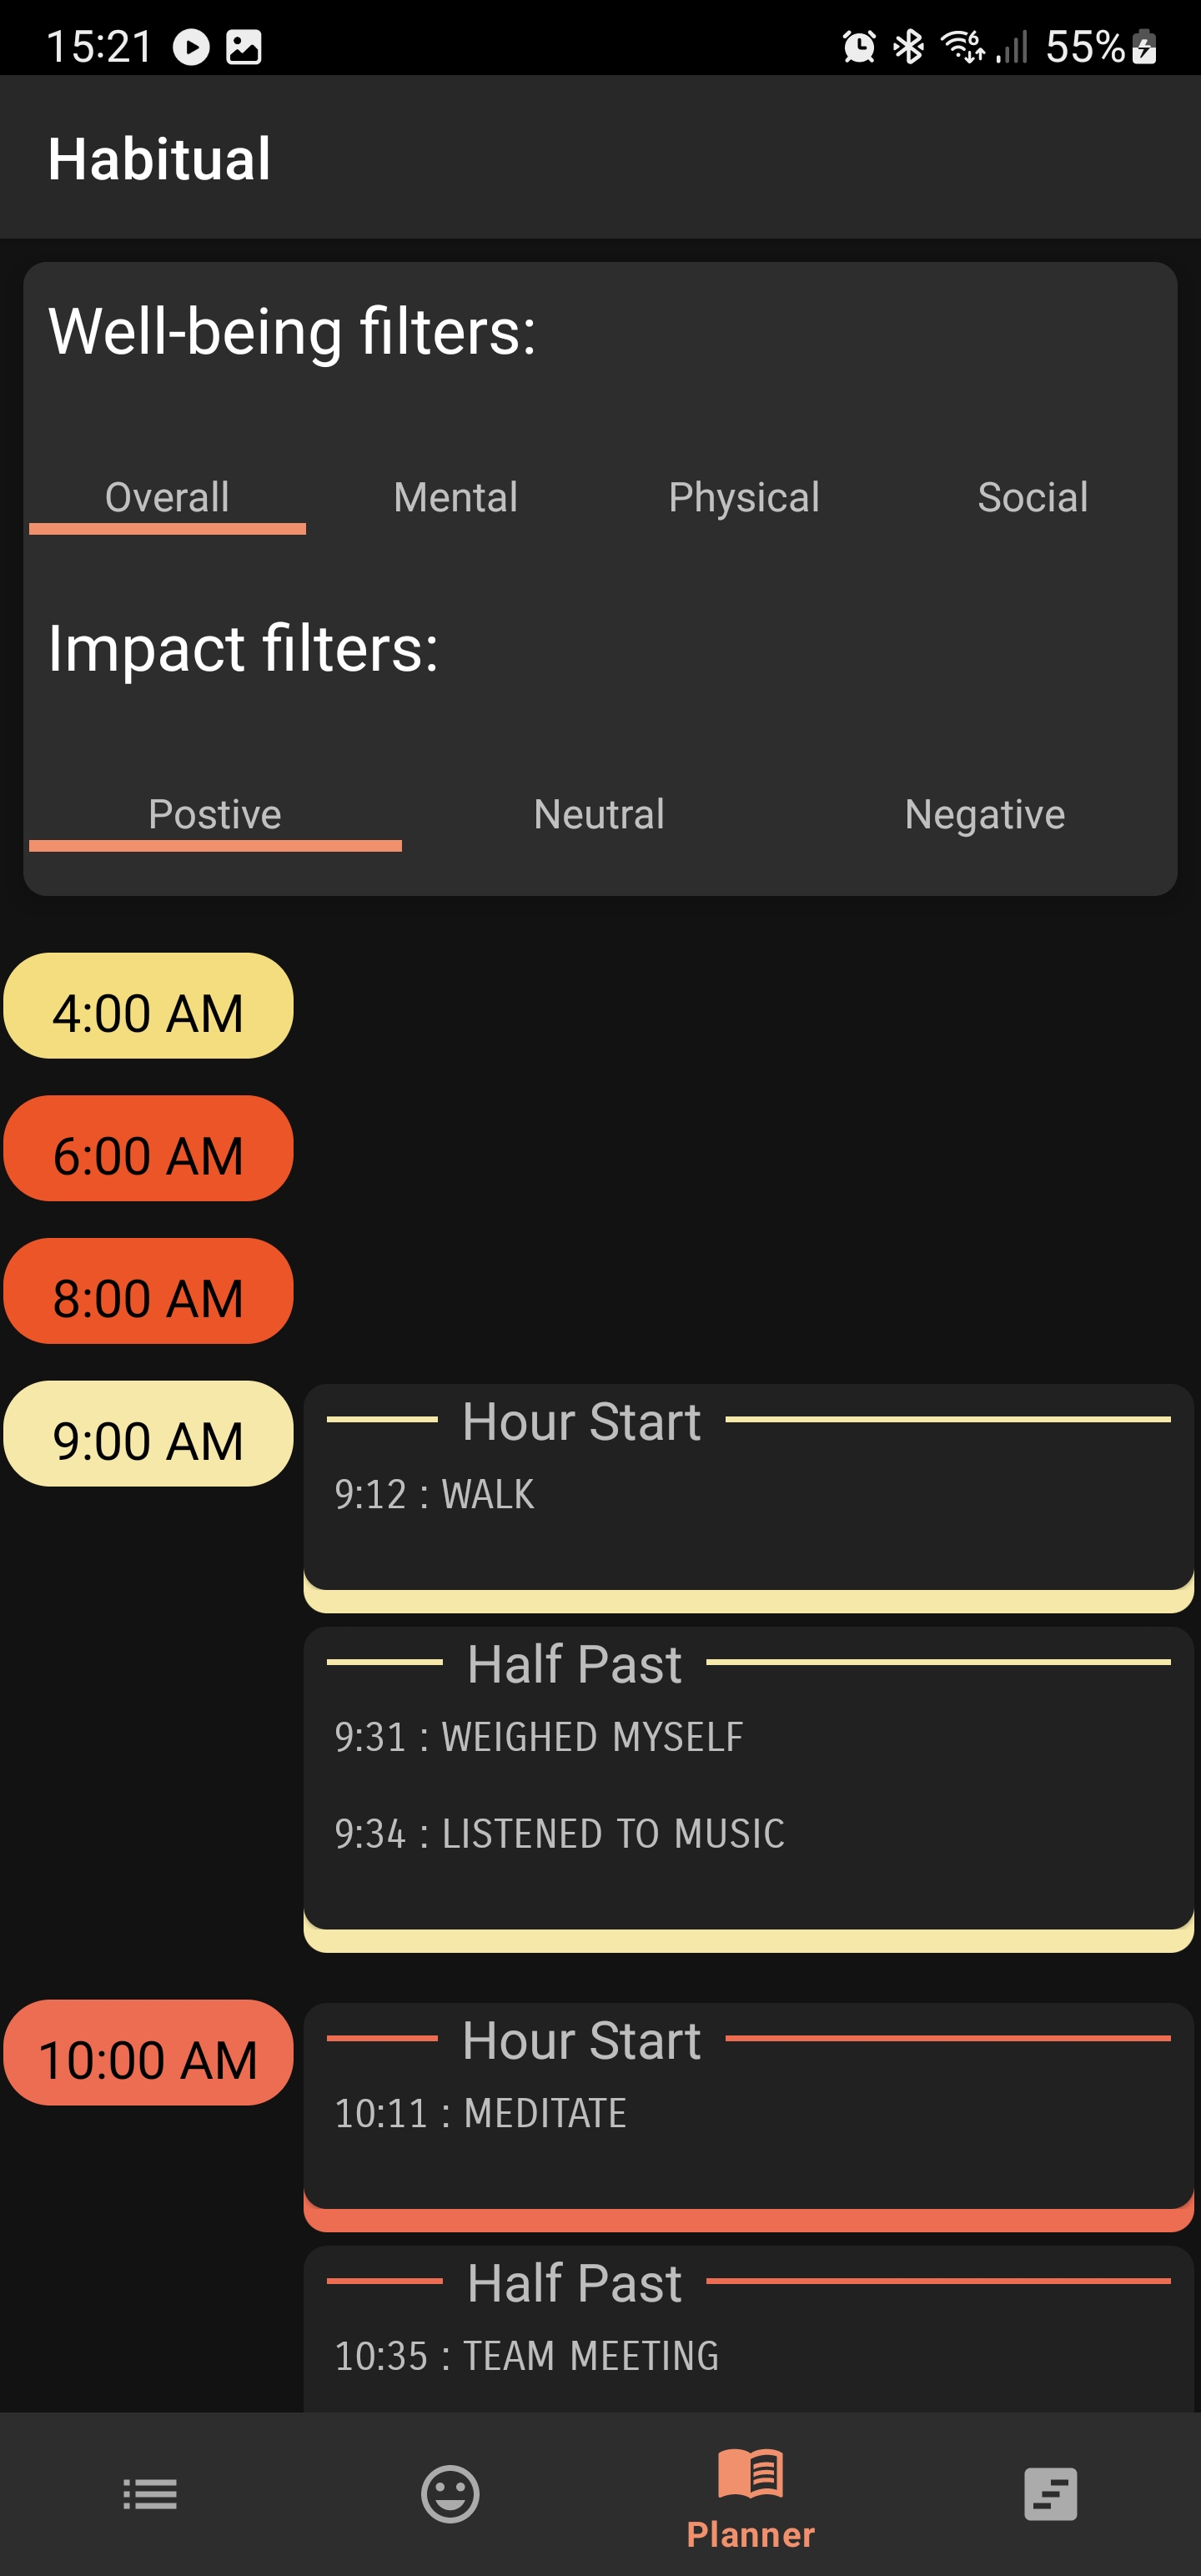 15:21 55%
Habitual
Well-being filters:
Overall Mental Physical Social
Impact filters:
Postive Neutral Negative
4:00 AM
6:00 AM
8:00 AM
9:00 AM
Hour Start
9:12 : WALK
Half Past
9:31 : WEIGHED MYSELF
9:34 : LISTENED TO MUSIC
10:00 AM
Hour Start
10:11 : MEDITATE
Half Past
10:35 : TEAM MEETING
Planner